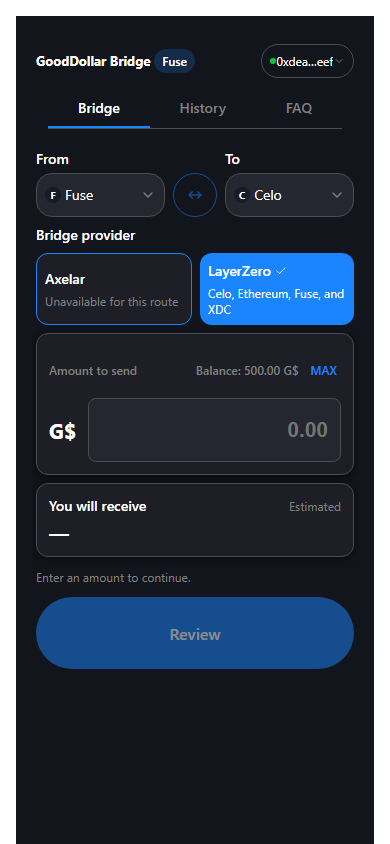 GoodDollar Bridge Fuse 0xdea...eef
Bridge History FAQ
From To
F Fuse C Celo
Bridge provider
Axelar
Unavailable for this route
LayerZero
Celo, Ethereum, Fuse, and
XDC
Amount to send Balance: 500.00 G$ MAX
G$ 0.00
You will receive Estimated
—
Enter an amount to continue.
Review